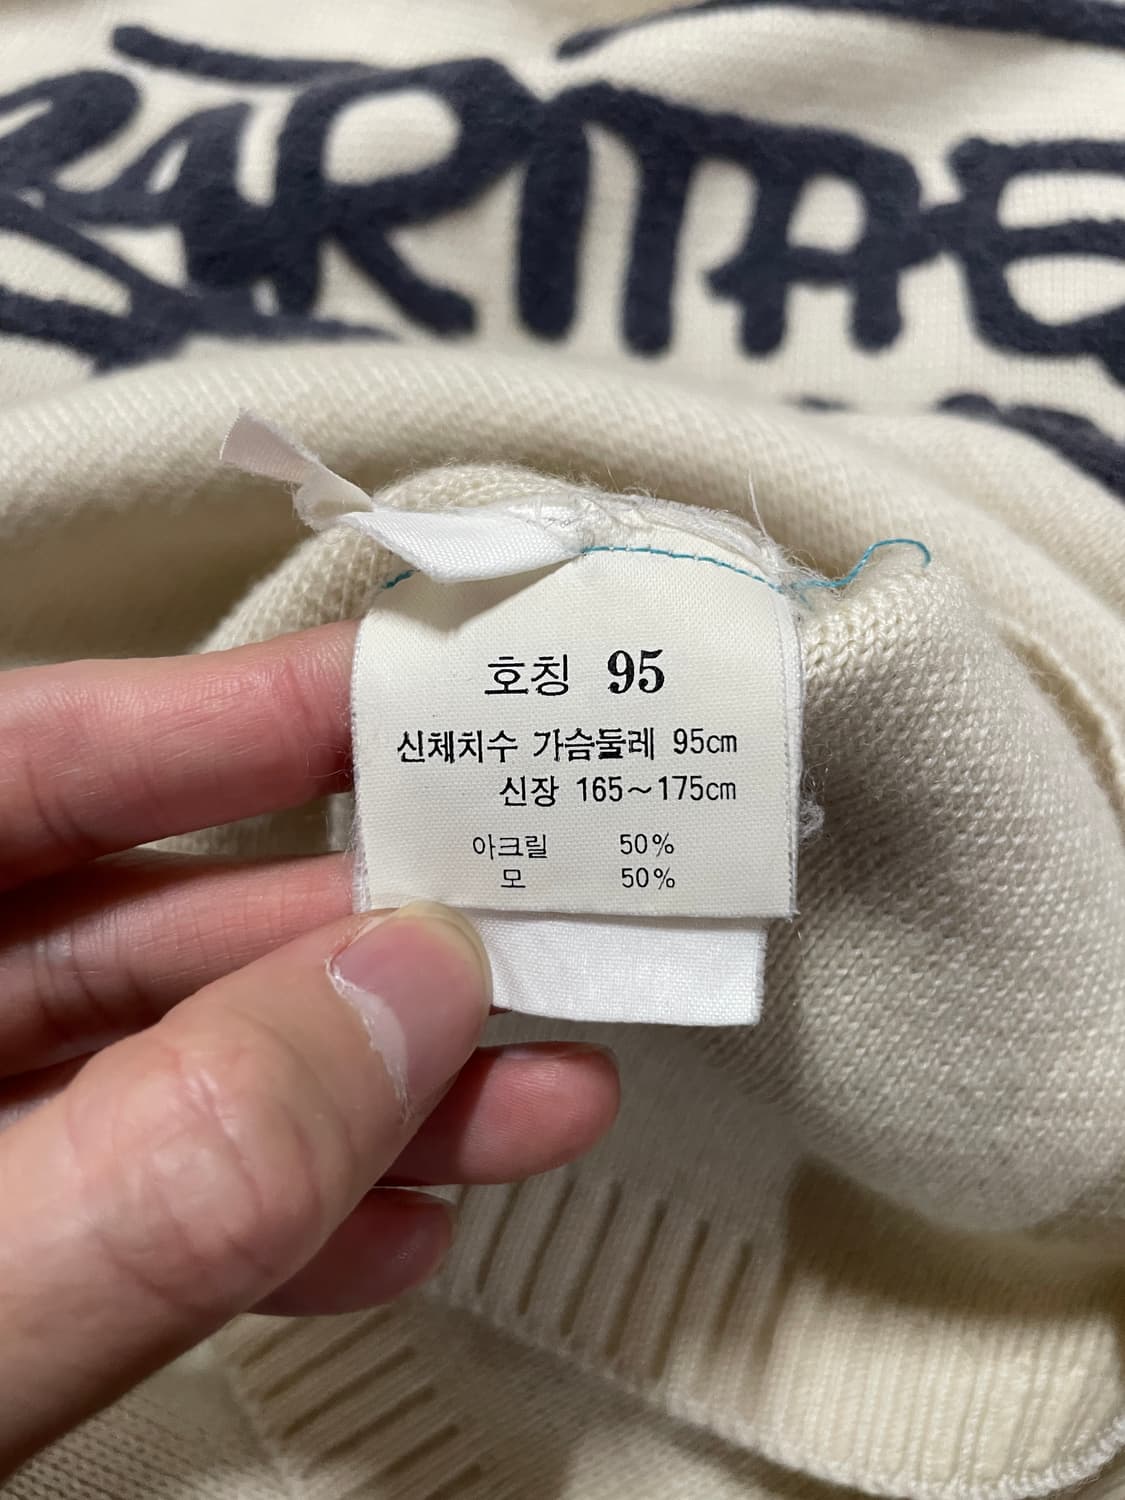 호칭 95
신체치수 가슴둘레 95cm
신장 165~175cm
아크릴 50%
모 50%